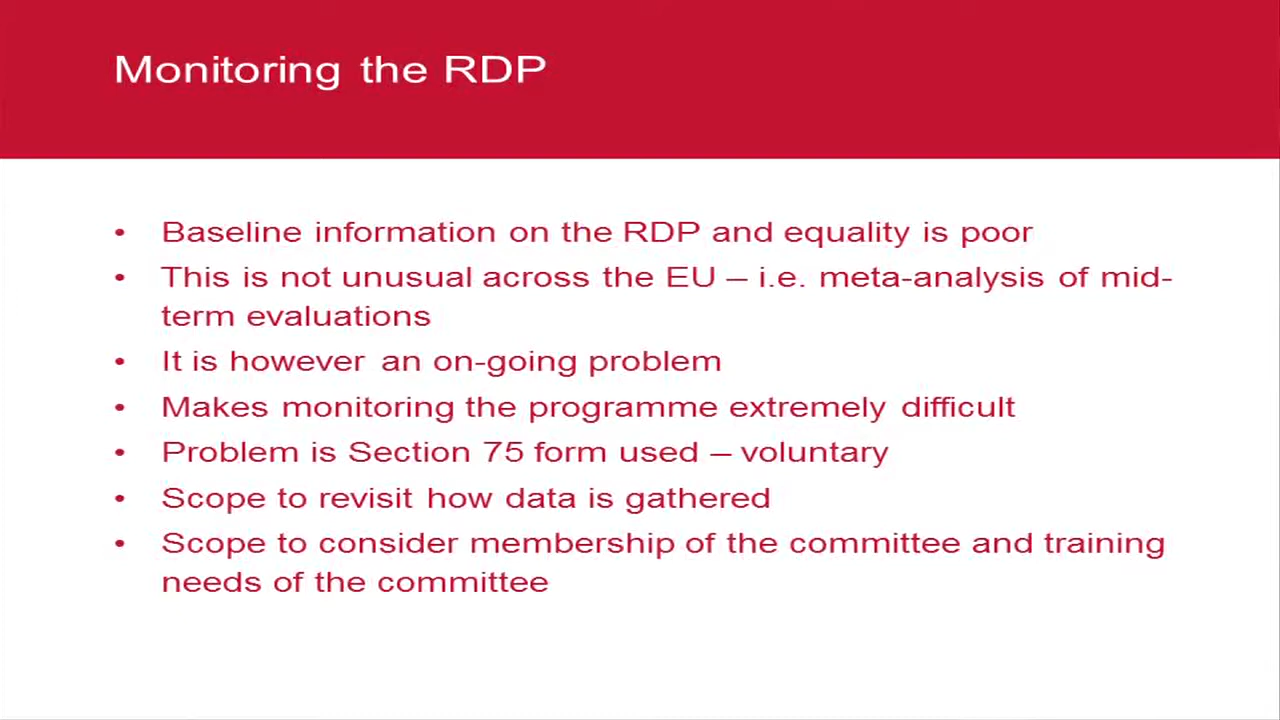 Monitoring the RDP
• Baseline information on the RDP and equality is poor
• This is not unusual across the EU – i.e. meta-analysis of mid-
term evaluations
• It is however an on-going problem
• Makes monitoring the programme extremely difficult
• Problem is Section 75 form used – voluntary
• Scope to revisit how data is gathered
• Scope to consider membership of the committee and training
needs of the committee